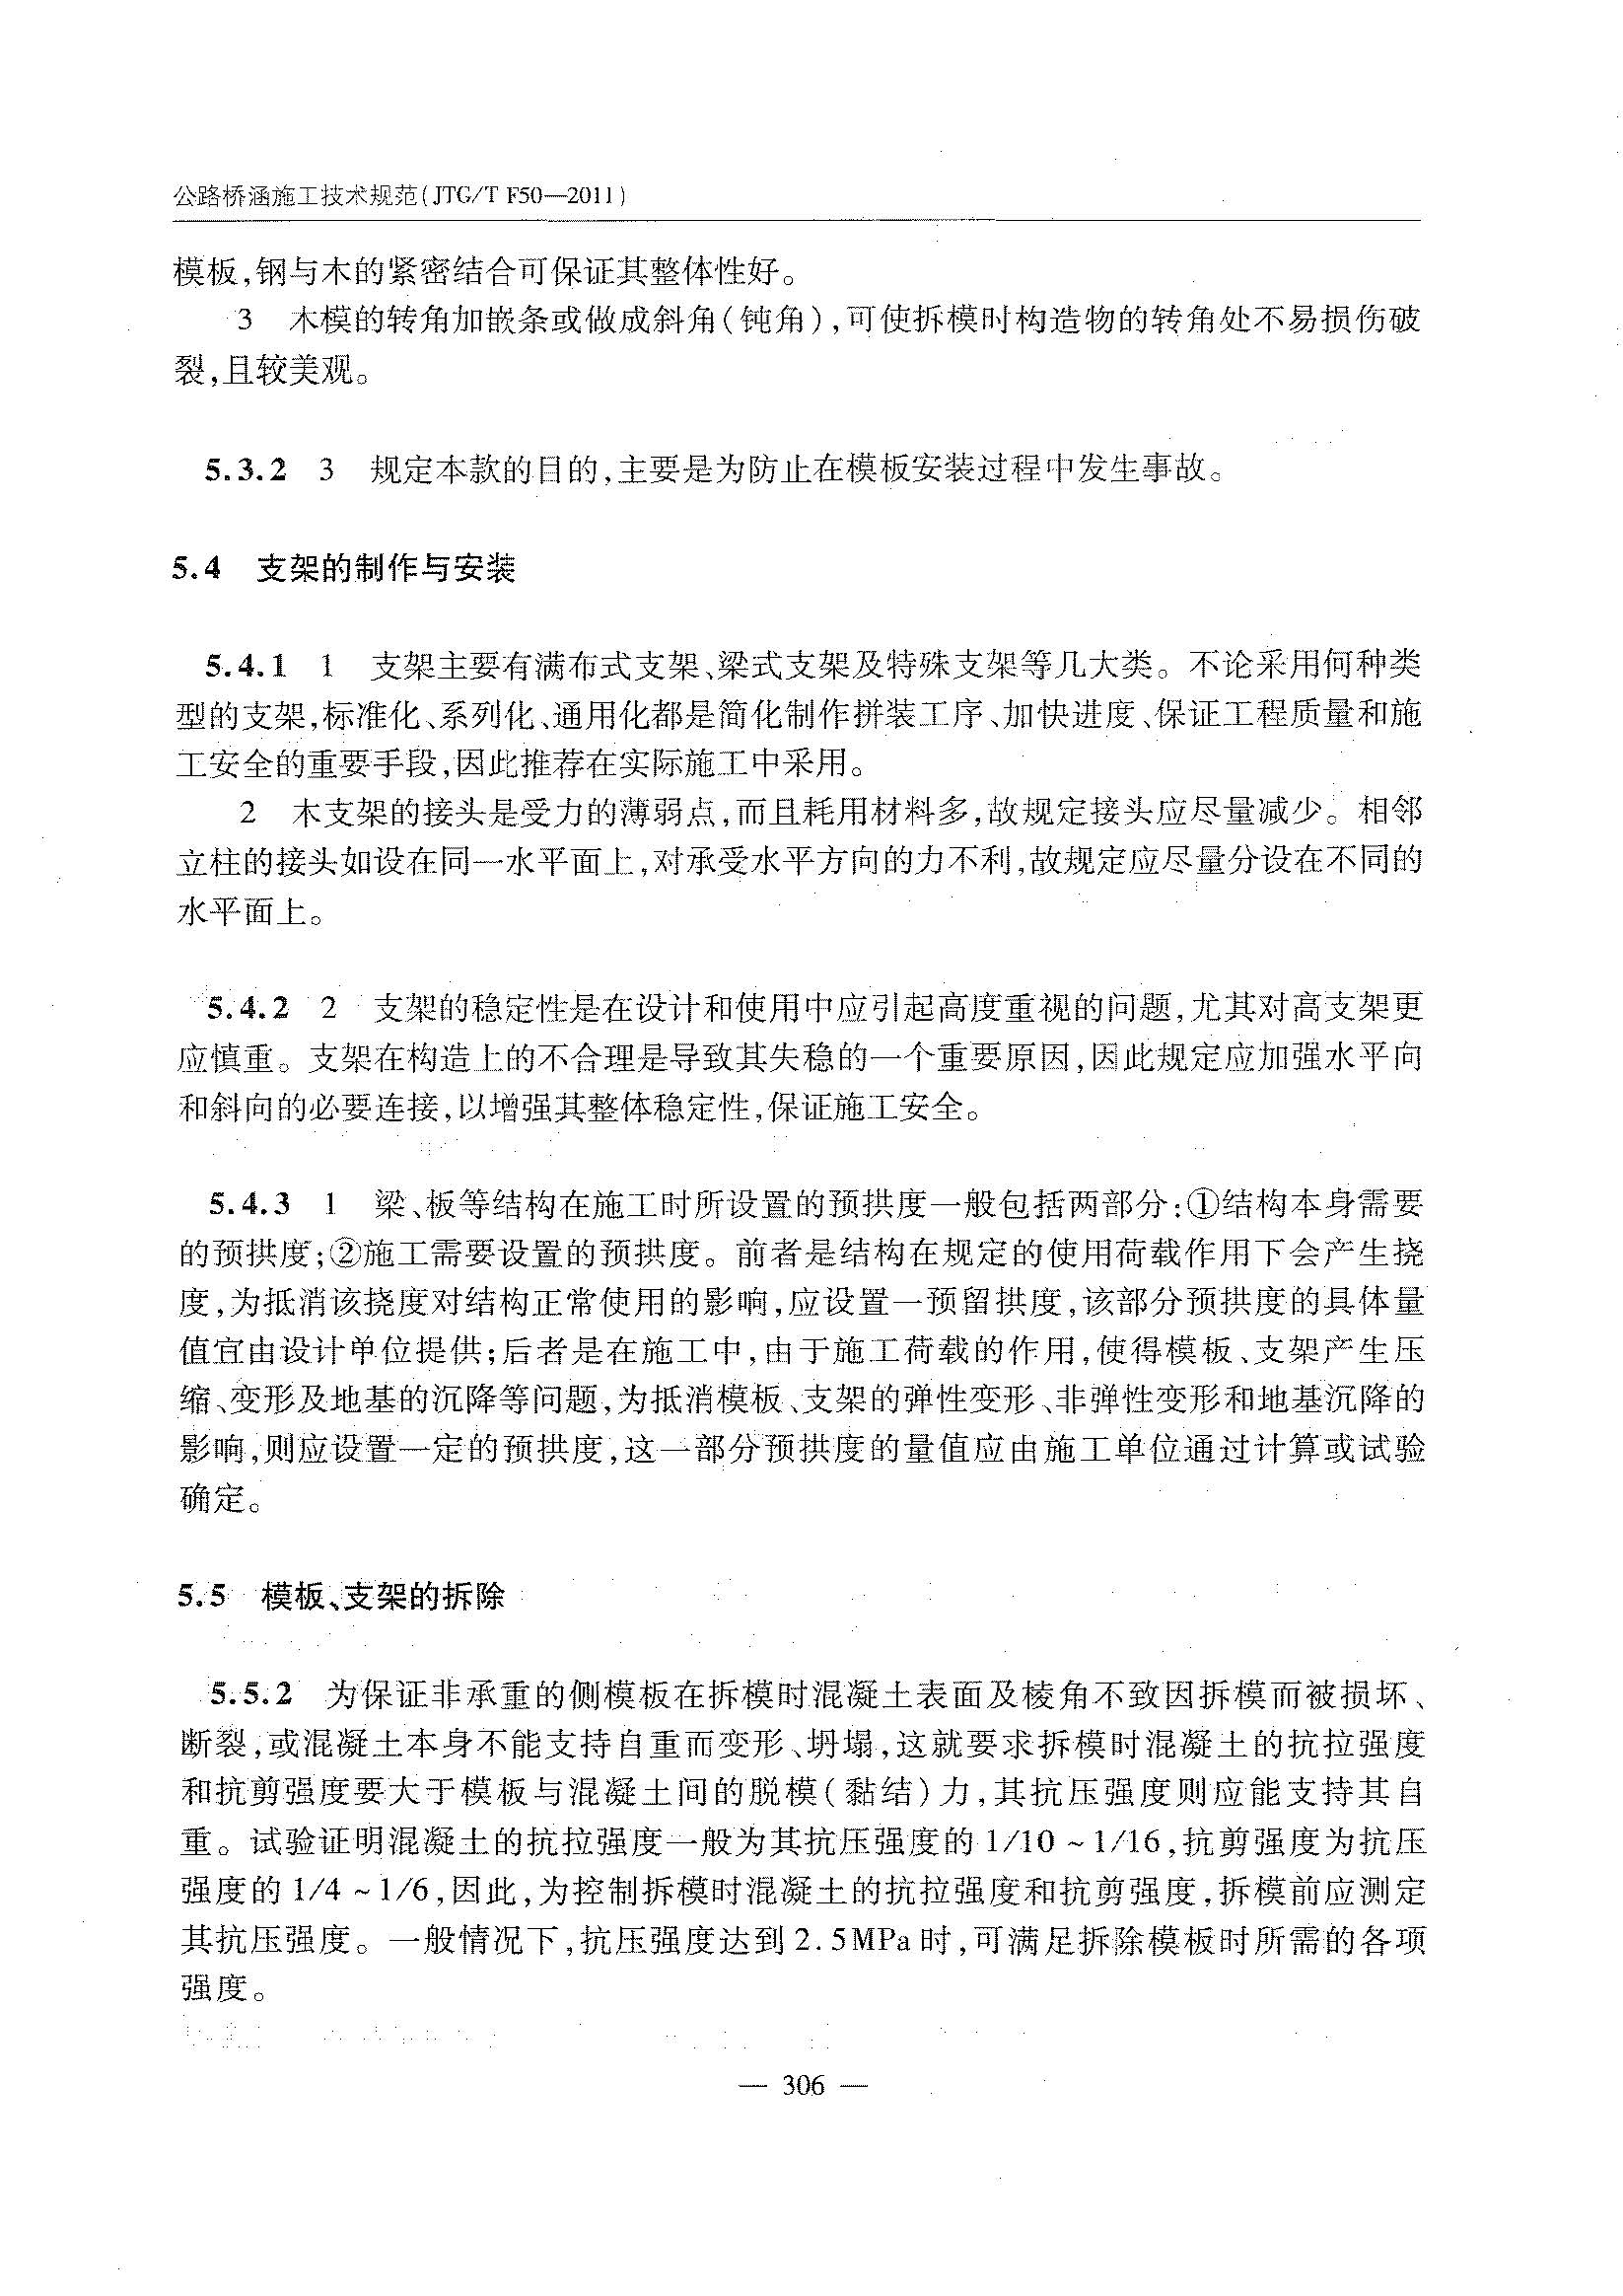 公路桥涵施工技术规范(JTG/T F50—2011)
模板,钢与木的紧密结合可保证其整体性好。
3 木模的转角加嵌条或做成斜角(钝角),可使拆模时构造物的转角处不易损伤破
裂,且较美观。
5.3.2 3 规定本款的目的,主要是为防止在模板安装过程中发生事故。
5.4 支架的制作与安装
5.4.1 1 支架主要有满布式支架、梁式支架及特殊支架等几大类。不论采用何种类
型的支架,标准化、系列化、通用化都是简化制作拼装工序、加快进度、保证工程质量和施
工安全的重要手段,因此推荐在实际施工中采用。
2 木支架的接头是受力的薄弱点,而且耗用材料多,故规定接头应尽量减少。相邻
立柱的接头如设在同一水平面上,对承受水平方向的力不利,故规定应尽量分设在不同的
水平面上。
5.4.2 2 支架的稳定性是在设计和使用中应引起高度重视的问题,尤其对高支架更
应慎重。支架在构造上的不合理是导致其失稳的一个重要原因,因此规定应加强水平向
和斜向的必要连接,以增强其整体稳定性,保证施工安全。
5.4.3 1 梁、板等结构在施工时所设置的预拱度一般包括两部分:①结构本身需要
的预拱度;②施工需要设置的预拱度。前者是结构在规定的使用荷载作用下会产生挠
度,为抵消该挠度对结构正常使用的影响,应设置一预留拱度,该部分预拱度的具体量
值宜由设计单位提供;后者是在施工中,由于施工荷载的作用,使得模板、支架产生压
缩、变形及地基的沉降等问题,为抵消模板、支架的弹性变形、非弹性变形和地基沉降的
影响,则应设置一定的预拱度,这一部分预拱度的量值应由施工单位通过计算或试验
确定。
5.5 模板、支架的拆除
5.5.2 为保证非承重的侧模板在拆模时混凝土表面及棱角不致因拆模而被损坏、
断裂,或混凝土本身不能支持自重而变形、坍塌,这就要求拆模时混凝土的抗拉强度
和抗剪强度要大于模板与混凝土间的脱模(黏结)力,其抗压强度则应能支持其自
重。试验证明混凝土的抗拉强度一般为其抗压强度的1/10~1/16,抗剪强度为抗压
强度的1/4~1/6,因此,为控制拆模时混凝土的抗拉强度和抗剪强度,拆模前应测定
其抗压强度。一般情况下,抗压强度达到2.5MPa时,可满足拆除模板时所需的各项
强度。
— 306 —